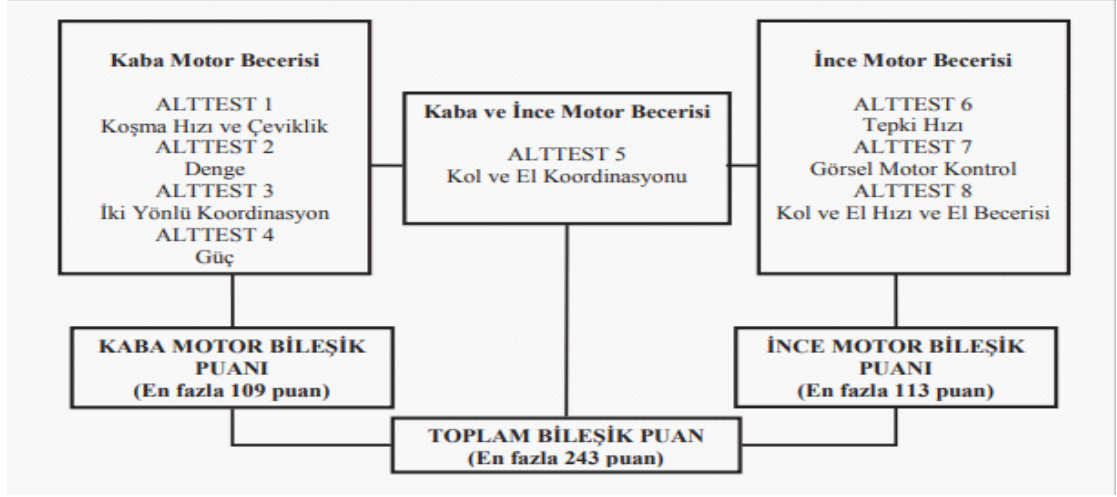 Kaba Motor Becerisi
ALTTEST 1
Koşma Hızı ve Çeviklik
ALTTEST 2
Denge
ALTTEST 3
İki Yönlü Koordinasyon
ALTTEST 4
Güç
Kaba ve İnce Motor Becerisi
ALTTEST 5
Kol ve El Koordinasyonu
İnce Motor Becerisi
ALTTEST 6
Tepki Hızı
ALTTEST 7
Görsel Motor Kontrol
ALTTEST 8
Kol ve El Hızı ve El Becerisi
KABA MOTOR BİLEŞİK
PUANI
(En fazla 109 puan)
İNCE MOTOR BİLEŞİK
PUANI
(En fazla 113 puan)
TOPLAM BİLEŞİK PUAN
(En fazla 243 puan)